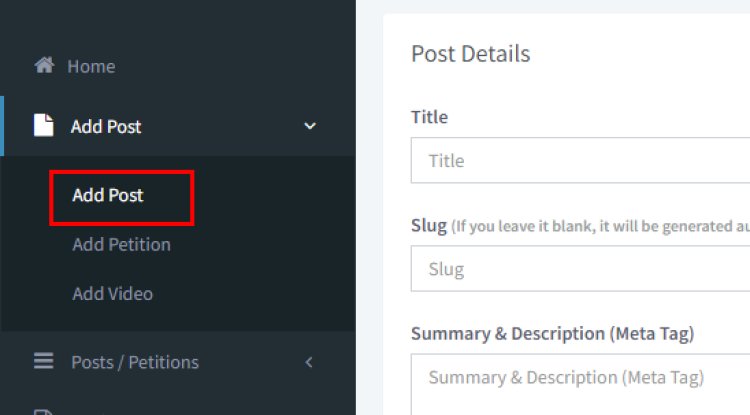 Home
Add Post
Add Post
Add Petition
Add Video
Posts / Petitions
Post Details
Title
Title
Slug (If you leave it blank, it will be generated au
Slug
Summary & Description (Meta Tag)
Summary & Description (Meta Tag)